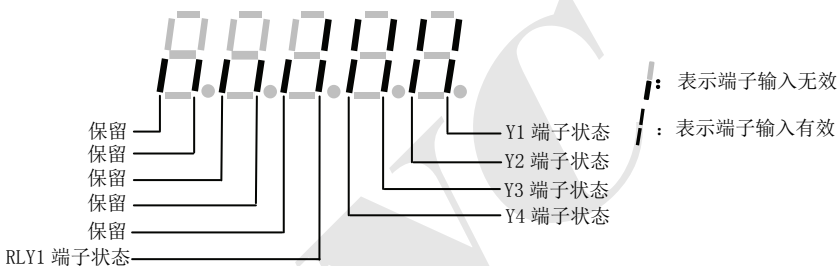 ：表示端子输入无效
：表示端子输入有效
保留
保留
保留
保留
保留
RLY1 端子状态
Y1 端子状态
Y2 端子状态
Y3 端子状态
Y4 端子状态